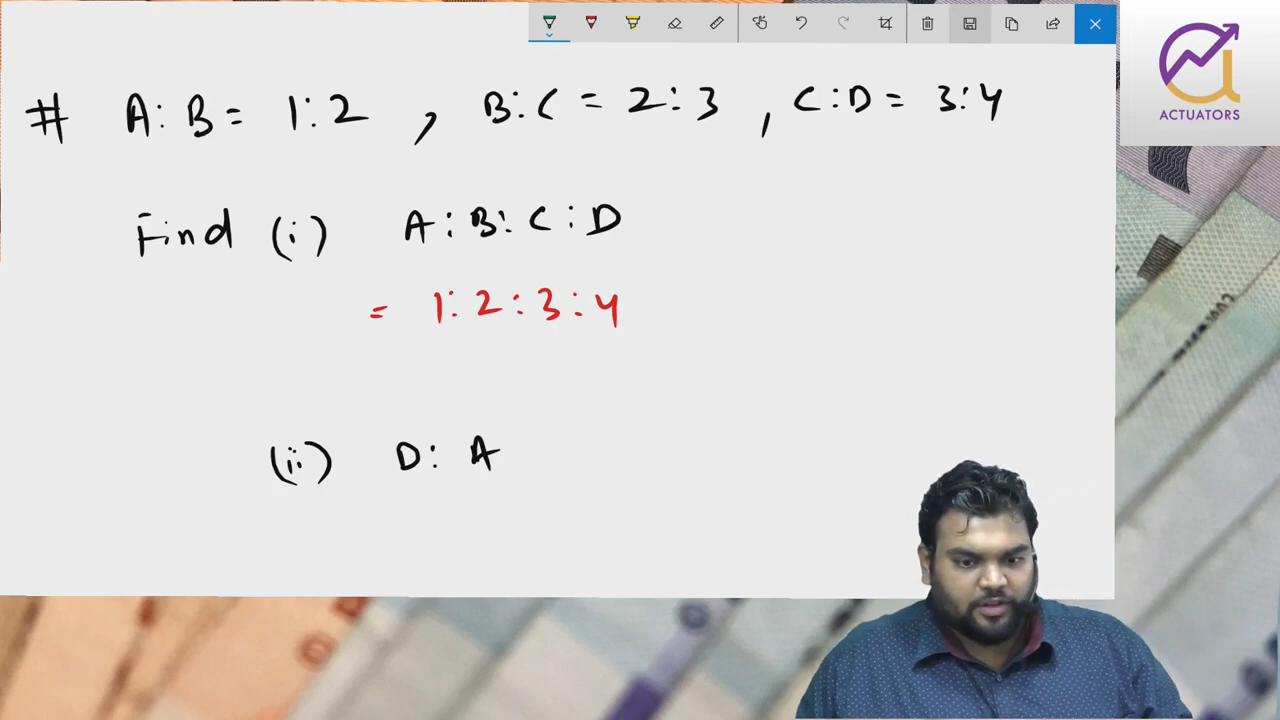 # A:B = 1:2 , B:C = 2:3 , C:D = 3:4
ACTUATORS
Find (i) A:B:C:D
= 1:2:3:4
(ii) D:A